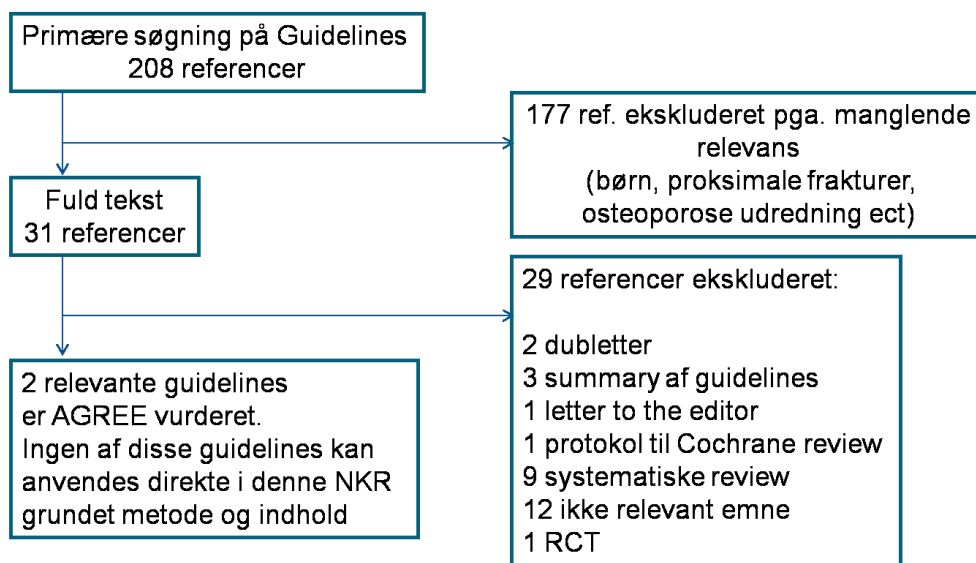 Primære søgning på Guidelines
208 referencer
177 ref. ekskluderet pga. manglende
relevans
(børn, proksimale frakturer,
osteoporose udredning ect)
Fuld tekst
31 referencer
29 referencer ekskluderet:
2 dubletter
3 summary af guidelines
1 letter to the editor
1 protokol til Cochrane review
9 systematiske review
12 ikke relevant emne
1 RCT
2 relevante guidelines
er AGREE vurderet.
Ingen af disse guidelines kan
anvendes direkte i denne NKR
grundet metode og indhold